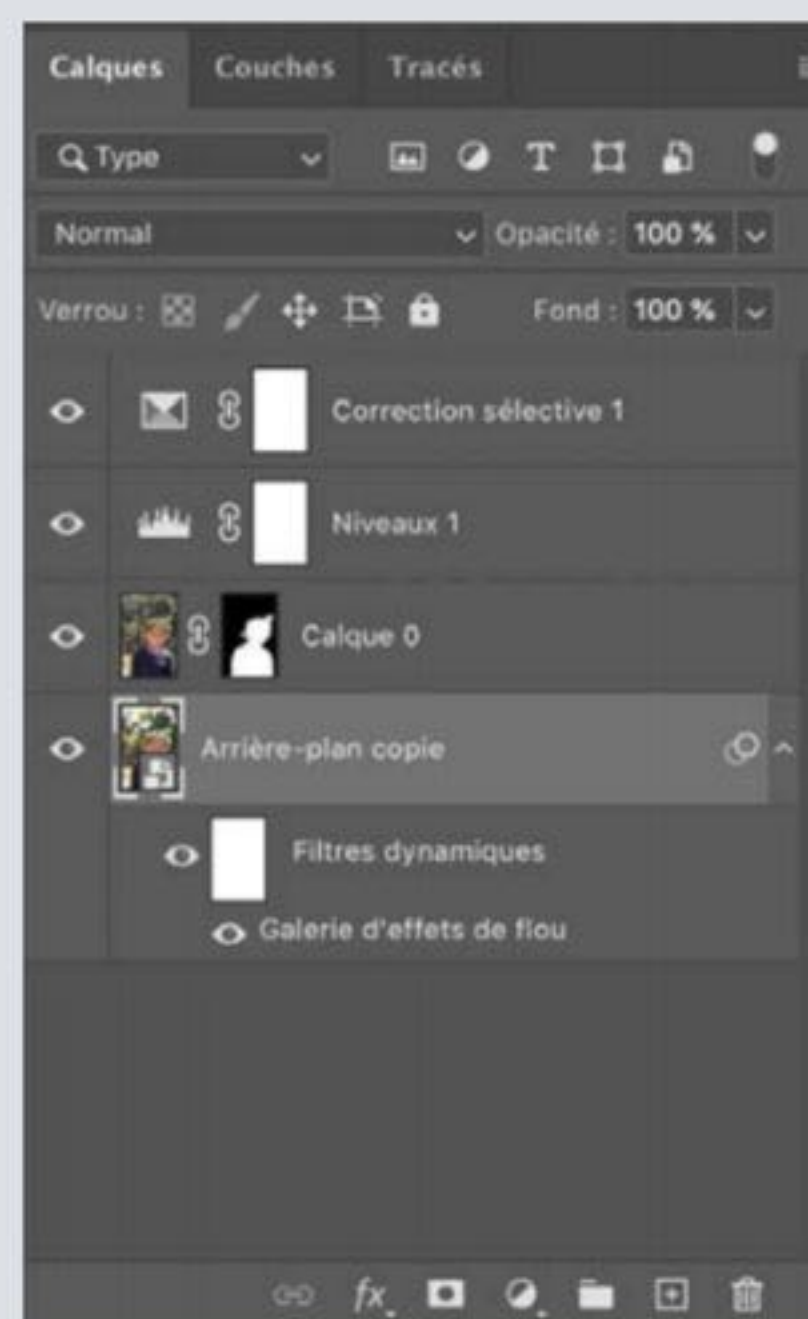 Calques Couches Tracés
Type
Normal Opacité : 100 %
Verrou : Fond : 100 %
Correction sélective 1
Niveaux 1
Calque 0
Arrière-plan copie
Filtres dynamiques
Galerie d'effets de flou
fx